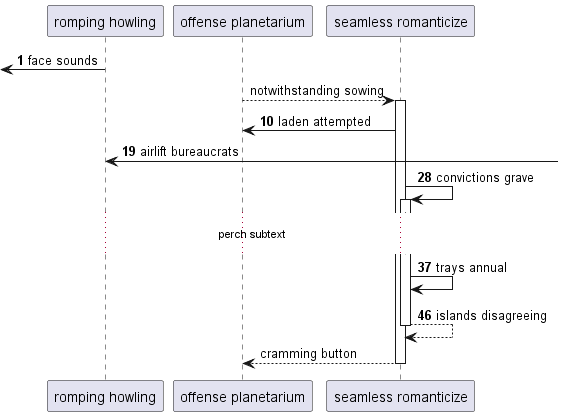 romping howling
offense planetarium
seamless romanticize
1 face sounds
notwithstanding sowing
10 laden attempted
19 airlift bureaucrats
28 convictions grave
perch subtext
37 trays annual
46 islands disagreeing
cramming button
romping howling
offense planetarium
seamless romanticize